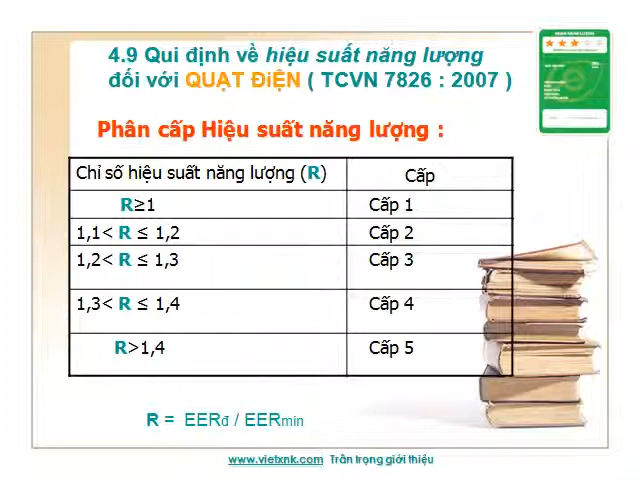 4.9 Qui định về hiệu suất năng lượng
đối với QUẠT ĐiỆN ( TCVN 7826 : 2007 )
Phân cấp Hiệu suất năng lượng :
Chỉ số hiệu suất năng lượng (R) Cấp
R≥1 Cấp 1
1,1< R ≤ 1,2 Cấp 2
1,2< R ≤ 1,3 Cấp 3
1,3< R ≤ 1,4 Cấp 4
R>1,4 Cấp 5
R = EERđ / EERmin
www.vietxnk.com Trân trọng giới thiệu